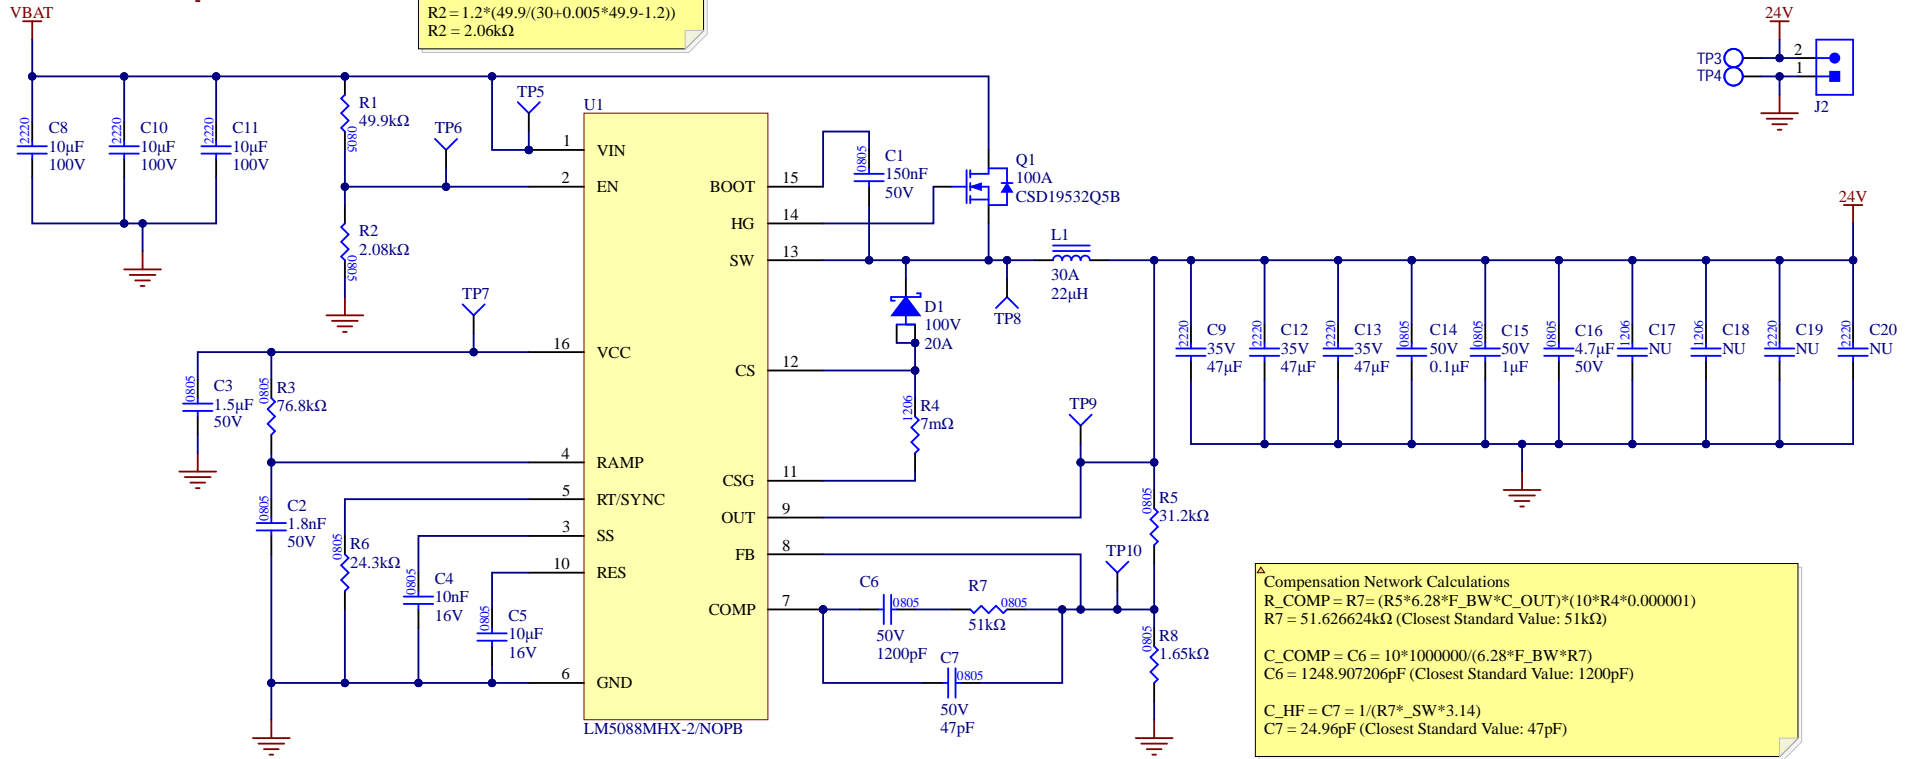 VBAT
R2 = 1.2*(49.9/(30+0.005*49.9-1.2))
R2 = 2.06kΩ
24V
TP3
TP4
2
1
J2
2220
C8
10µF
100V
2220
C10
10µF
100V
2220
C11
10µF
100V
R1
49.9kΩ
0805
TP6
TP5
R2
2.08kΩ
0805
TP7
U1
1
VIN
2
EN
16
VCC
4
RAMP
5
RT/SYNC
3
SS
10
RES
6
GND
BOOT
15
HG
14
SW
13
CS
12
CSG
11
OUT
9
FB
8
COMP
7
LM5088MHX-2/NOPB
0805
C3
1.5µF
50V
0805
R3
76.8kΩ
0805
C2
1.8nF
50V
0805
R6
24.3kΩ
0805
C4
10nF
16V
0805
C5
10µF
16V
0805
C1
150nF
50V
Q1
100A
CSD19532Q5B
L1
30A
22µH
TP8
D1
100V
20A
1206
R4
7mΩ
TP9
0805
R5
31.2kΩ
TP10
C6
0805
50V
1200pF
R7
0805
51kΩ
C7
0805
50V
47pF
0805
R8
1.65kΩ
24V
2220
C9
35V
47µF
2220
C12
35V
47µF
2220
C13
35V
47µF
0805
C14
50V
0.1µF
0805
C15
50V
1µF
0805
C16
4.7µF
50V
1206
C17
NU
1206
C18
NU
2220
C19
NU
2220
C20
NU
Compensation Network Calculations
R_COMP = R7= (R5*6.28*F_BW*C_OUT)*(10*R4*0.000001)
R7 = 51.626624kΩ (Closest Standard Value: 51kΩ)
C_COMP = C6 = 10*1000000/(6.28*F_BW*R7)
C6 = 1248.907206pF (Closest Standard Value: 1200pF)
C_HF = C7 = 1/(R7*_SW*3.14)
C7 = 24.96pF (Closest Standard Value: 47pF)